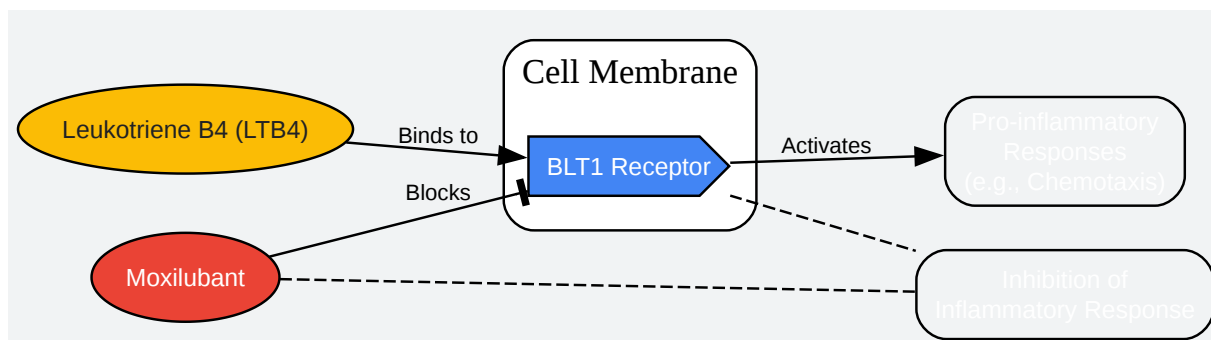 Cell Membrane
Leukotriene B4 (LTB4)
Binds to
BLT1 Receptor
Activates
Pro-inflammatory
Responses
(e.g., Chemotaxis)
Blocks
Moxilubant
Inhibition of
Inflammatory Response